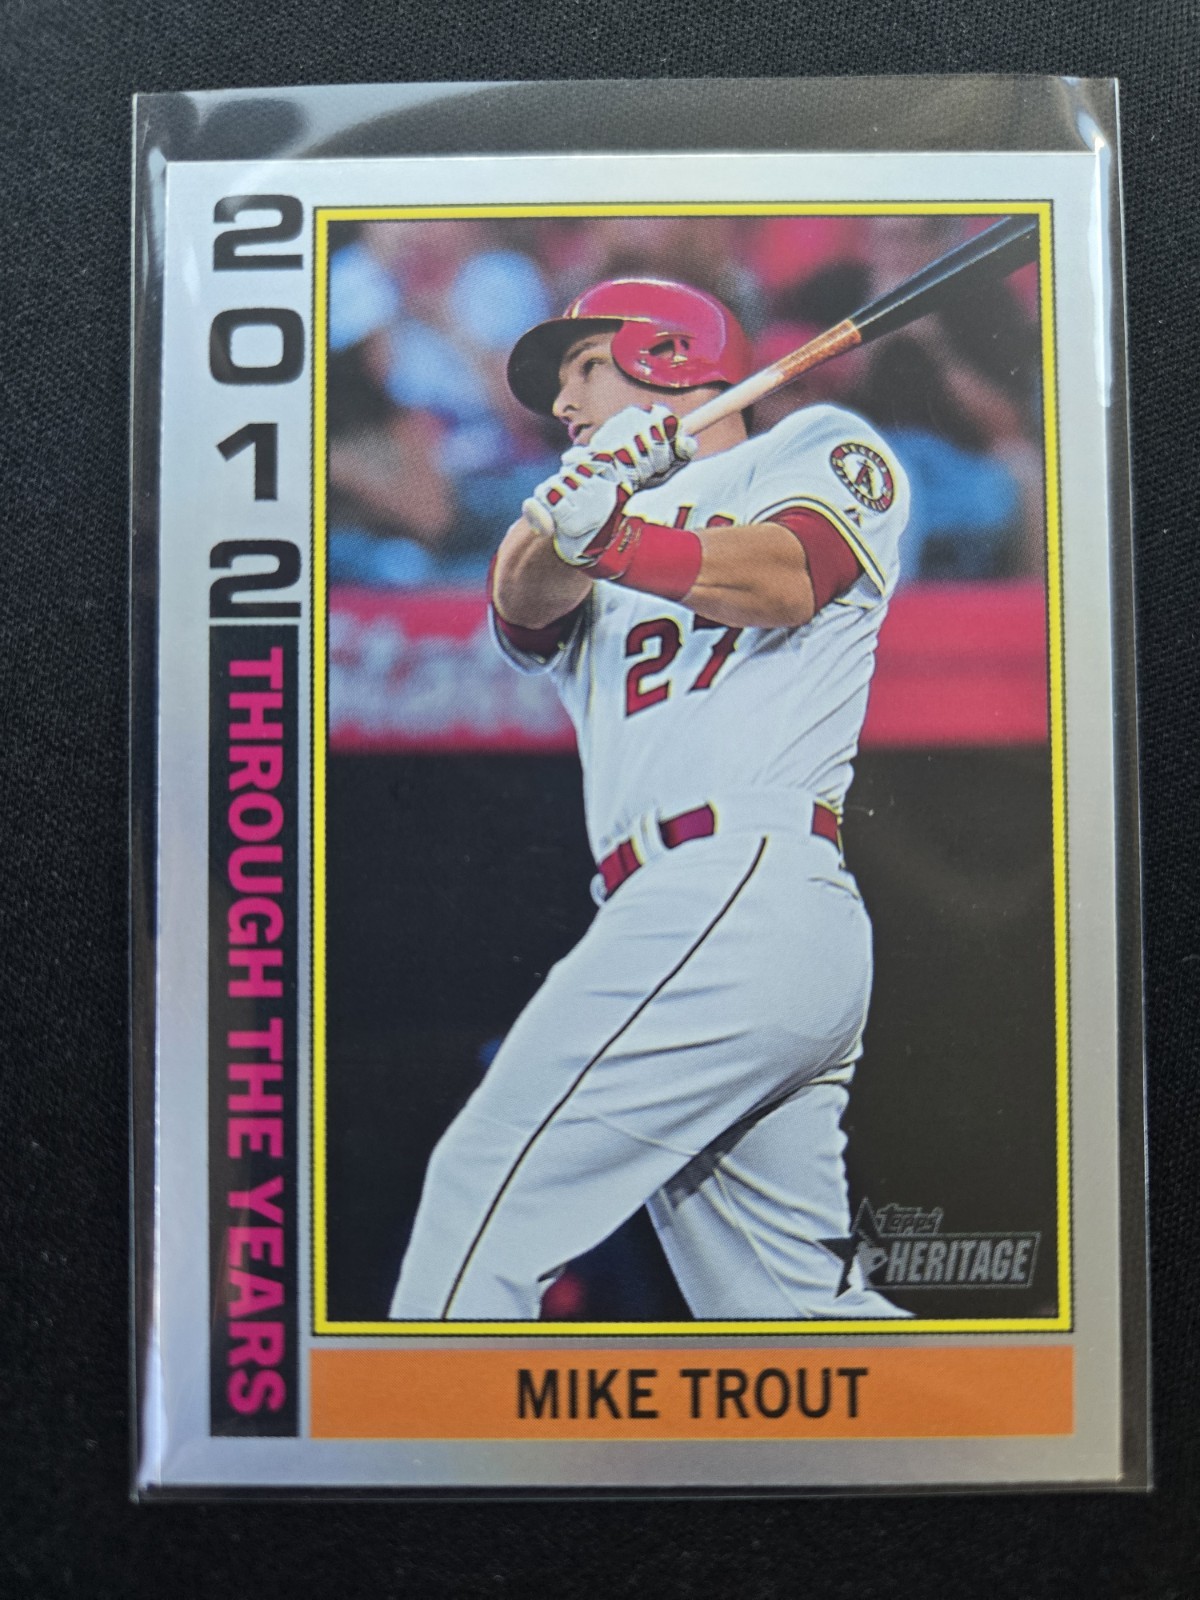 2012
THROUGH THE YEARS
27
A
Topps
HERITAGE
MIKE TROUT